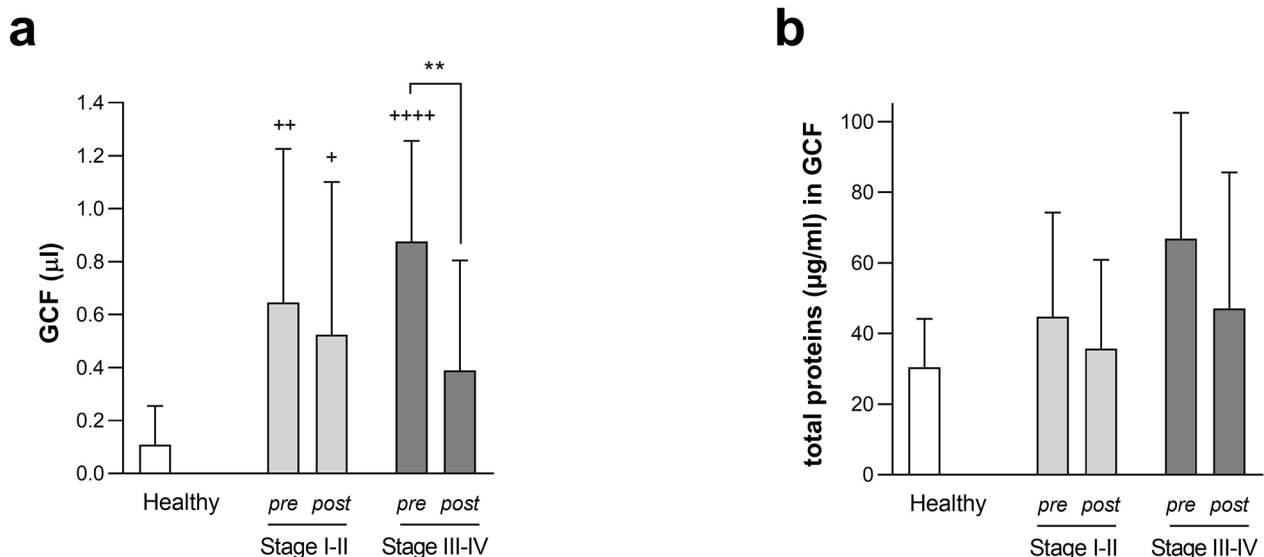 a
**
++
+
++++
GCF (µl)
1.4
1.2
1.0
0.8
0.6
0.4
0.2
0.0
Healthy
pre post
pre post
Stage I-II
Stage III-IV
b
total proteins (µg/ml) in GCF
100
80
60
40
20
0
Healthy
pre post
pre post
Stage I-II
Stage III-IV